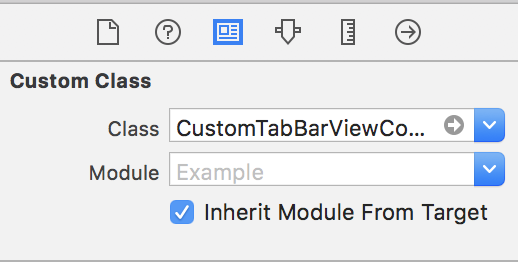 Custom Class
Class CustomTabBarViewCo...
Module Example
Inherit Module From Target